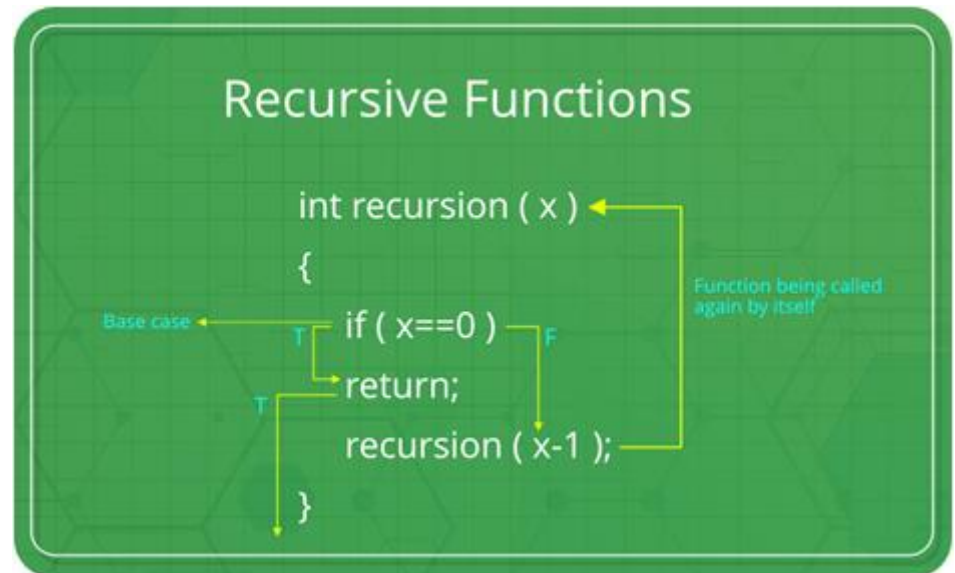 Recursive Functions
int recursion ( x )
{
Function being called
again by itself
Base case
T
if ( x==0 )
F
return;
T
recursion ( x-1 );
}